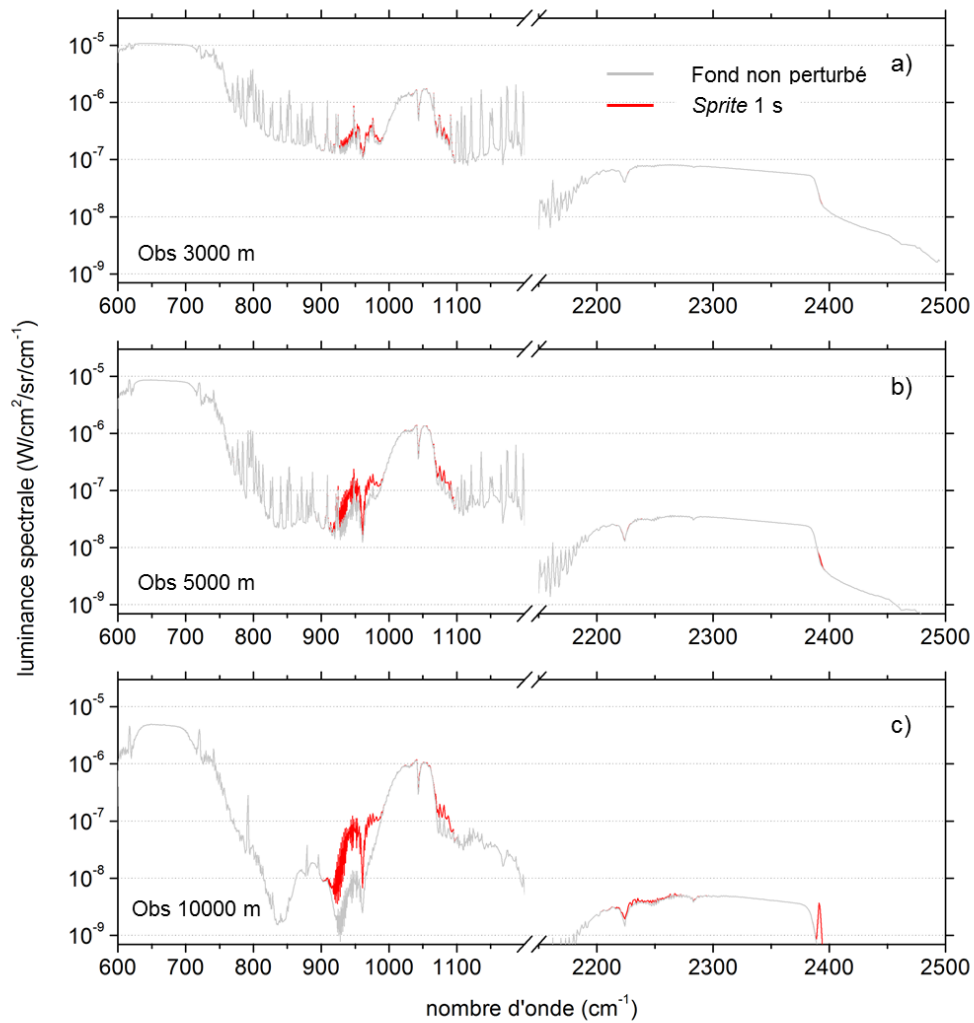 10-5
10-6
10-7
10-8
10-9
a)
Fond non perturbé
Sprite 1 s
Obs 3000 m
600 700 800 900 1000 1100 2200 2300 2400 2500
10-5
10-6
10-7
10-8
10-9
b)
Obs 5000 m
600 700 800 900 1000 1100 2200 2300 2400 2500
luminance spectrale (W/cm²/sr/cm-1)
10-5
10-6
10-7
10-8
10-9
c)
Obs 10000 m
600 700 800 900 1000 1100 2200 2300 2400 2500
nombre d'onde (cm-1)